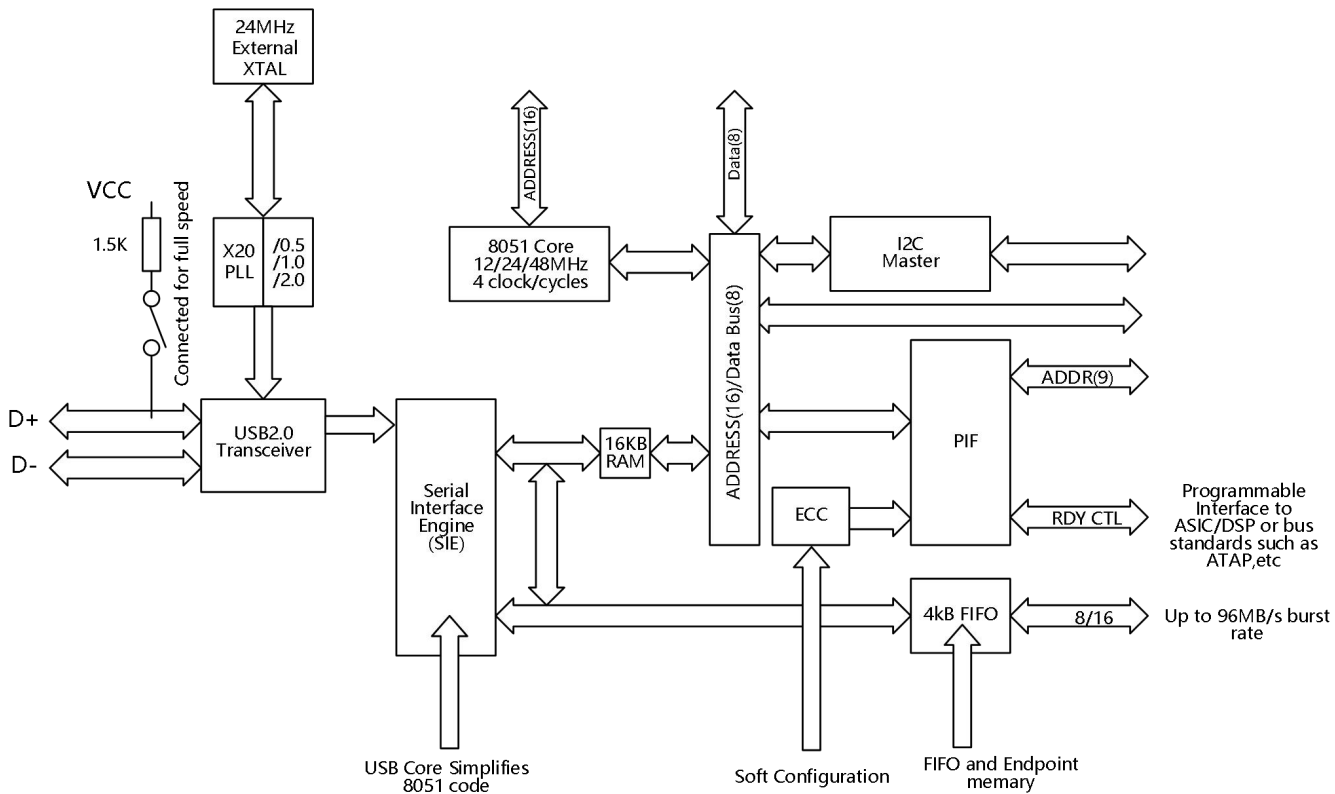 24MHz
External
XTAL
ADDRESS(16)
Data(8)
VCC
1.5K
Connected for full speed
X20
PLL
/0.5
/1.0
/2.0
8051 Core
12/24/48MHz
4 clock/cycles
ADDRESS(16)/Data Bus(8)
I2C
Master
D+
D-
USB2.0
Transceiver
Serial
Interface
Engine
(SIE)
16KB
RAM
PIF
ADDR(9)
ECC
RDY CTL
Programmable
Interface to
ASIC/DSP or bus
standards such as
ATAP,etc
4kB FIFO
8/16
Up to 96MB/s burst
rate
USB Core Simplifies
8051 code
Soft Configuration
FIFO and Endpoint
memary